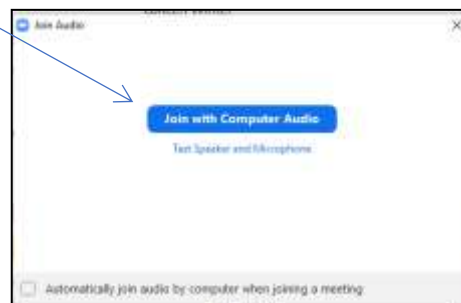 Join Audio
Join with Computer Audio
Test Speaker and Microphone
Automatically join audio by computer when joining a meeting